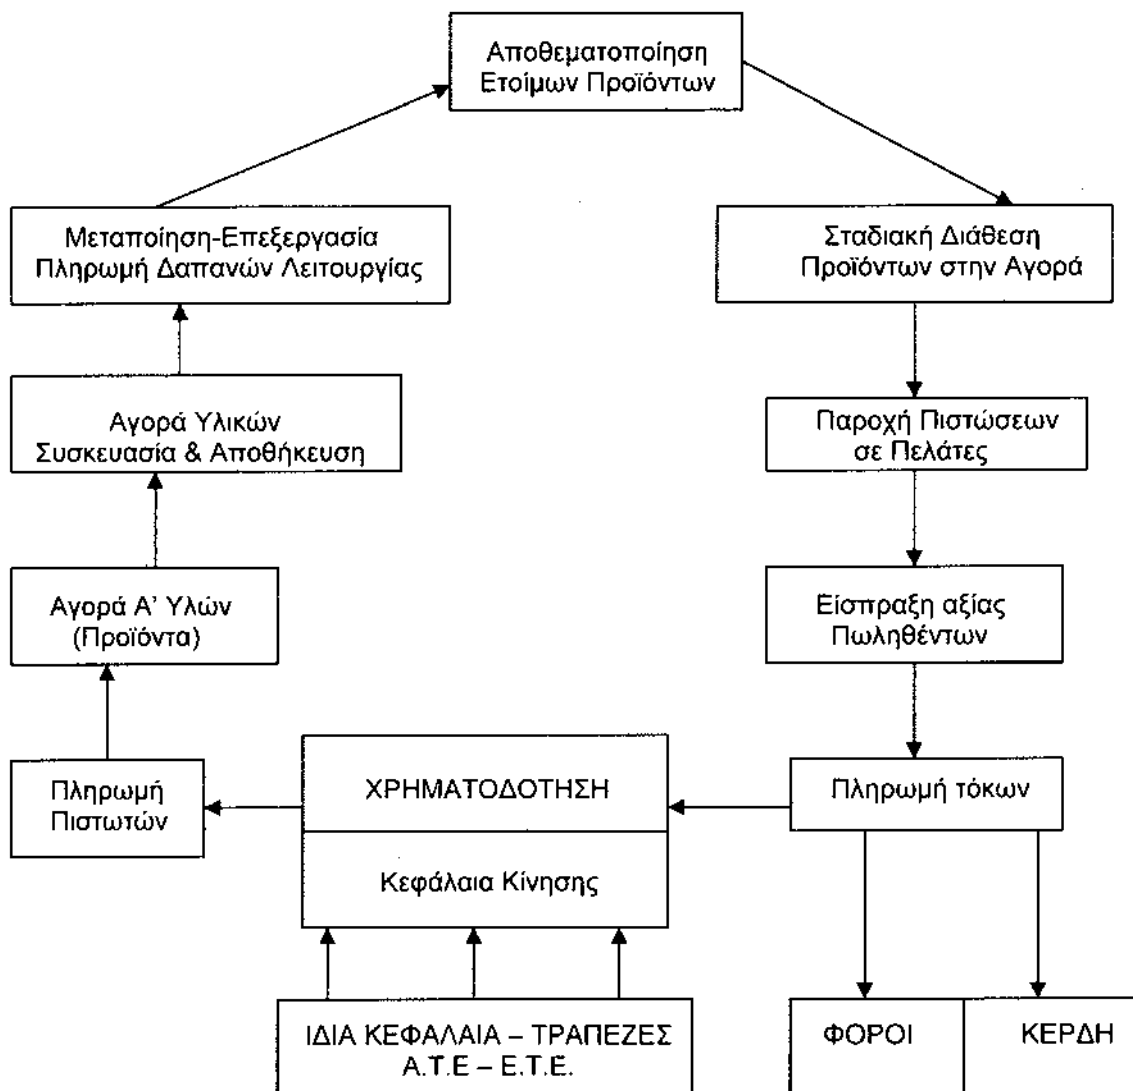 Αποθεματοποίηση
Ετοίμων Προϊόντων
Μεταποίηση-Επεξεργασία
Πληρωμή Δαπανών Λειτουργίας
Σταδιακή Διάθεση
Προϊόντων στην Αγορά
Αγορά Υλικών
Συσκευασία & Αποθήκευση
Παροχή Πιστώσεων
σε Πελάτες
Αγορά Α' Υλών
(Προϊόντα)
Είσπραξη αξίας
Πωληθέντων
Πληρωμή
Πιστωτών
ΧΡΗΜΑΤΟΔΟΤΗΣΗ
Κεφάλαια Κίνησης
Πληρωμή τόκων
ΙΔΙΑ ΚΕΦΑΛΑΙΑ – ΤΡΑΠΕΖΕΣ
Α.Τ.Ε – Ε.Τ.Ε.
ΦΟΡΟΙ
ΚΕΡΔΗ